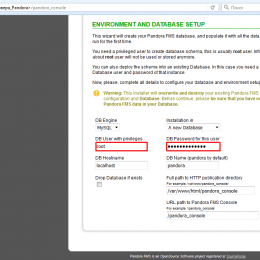 /pandora_console
ENVIRONMENT AND DATABASE SETUP
This wizard will create your Pandora FMS database, and populate it with all the data
run for the first time.
You need a privileged user to create database schema, this is usually root user. Infor
about root user will not be used or stored anymore.
You can also deploy the scheme into an existing Database. In this case you need a
Database user and password of that instance.
Now, please, complete all details to configure your database and environment setup
Warning: This installer will overwrite and destroy your existing Pandora FMS
configuration and Database. Before continue, please be sure that you have no
Pandora FMS data in your Database.
DB Engine
Installation in
MySQL
A new Database
DB User with privileges
DB Password for this user
root
••••••••••••••
DB Hostname
DB Name (pandora by default)
localhost
pandora
Drop Database if exists
Full path to HTTP publication directory
For example /var/www/pandora_console/
/var/www/html/pandora_console
URL path to Pandora FMS Console
For example '/pandora_console/'
/pandora_console
Pandora FMS is an OpenSource Software project registered at SourceForge